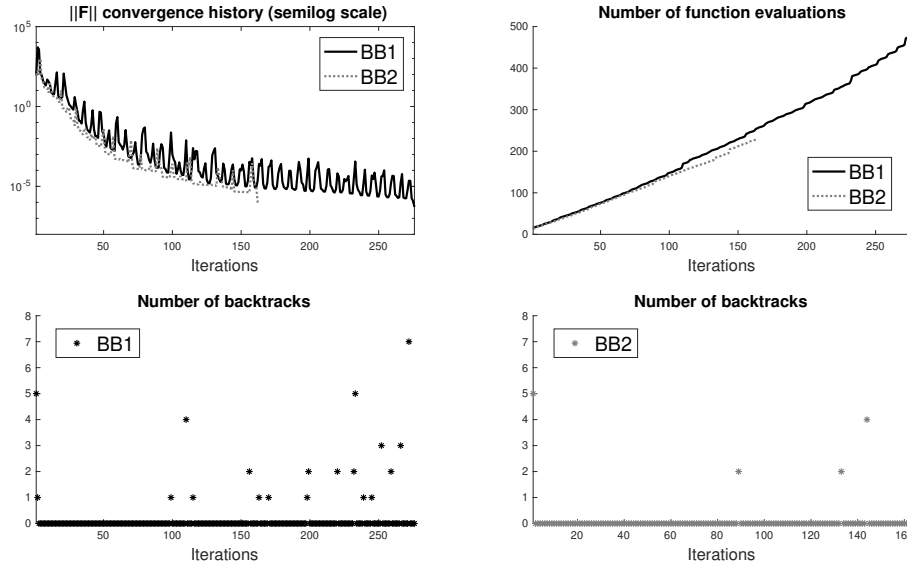 ||F|| convergence history (semilog scale)
10^5
10^0
10^-5
BB1
BB2
50 100 150 200 250
Iterations
Number of function evaluations
500
400
300
200
100
0
BB1
BB2
50 100 150 200 250
Iterations
Number of backtracks
8
7
6
5
4
3
2
1
0
BB1
50 100 150 200 250
Iterations
Number of backtracks
8
7
6
5
4
3
2
1
0
BB2
20 40 60 80 100 120 140 160
Iterations